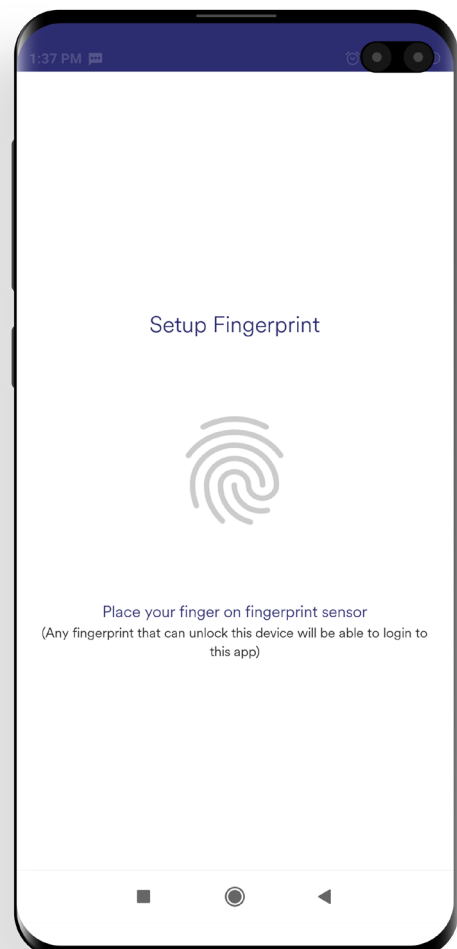 1:37 PM
Setup Fingerprint
Place your finger on fingerprint sensor
(Any fingerprint that can unlock this device will be able to login to
this app)